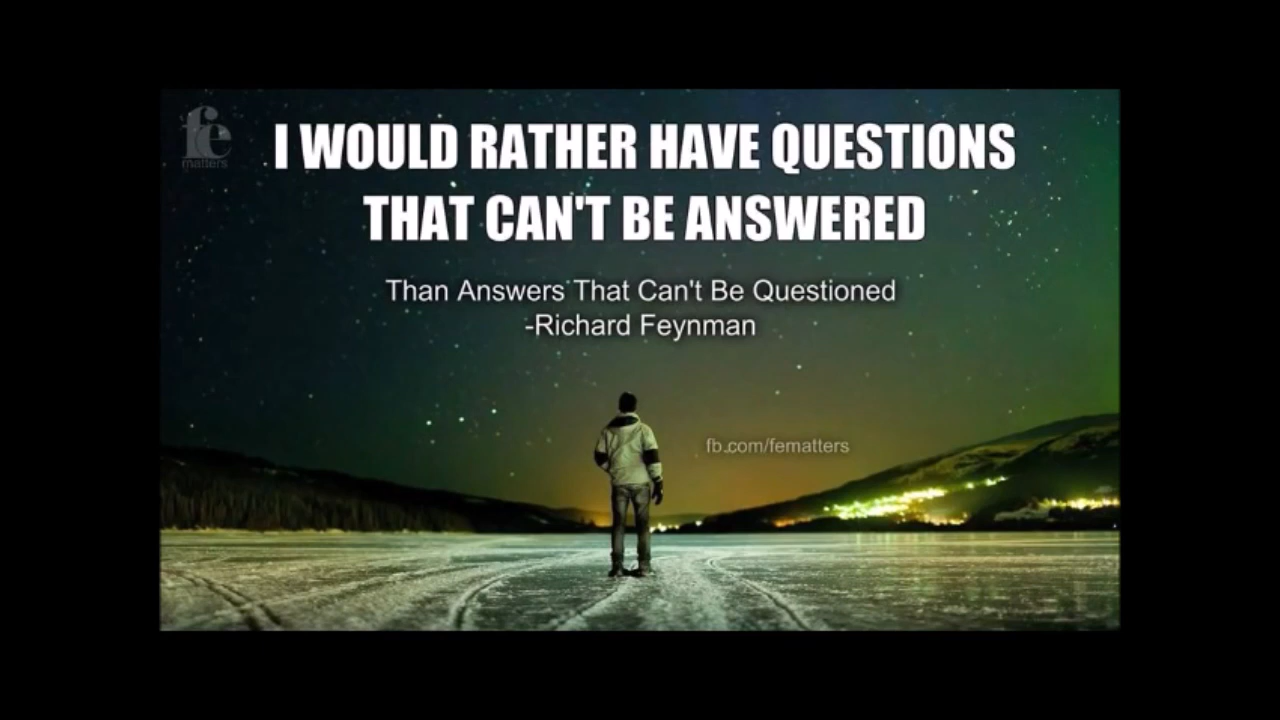 fe
matters
I WOULD RATHER HAVE QUESTIONS
THAT CAN'T BE ANSWERED
Than Answers That Can't Be Questioned
-Richard Feynman
fb.com/fematters